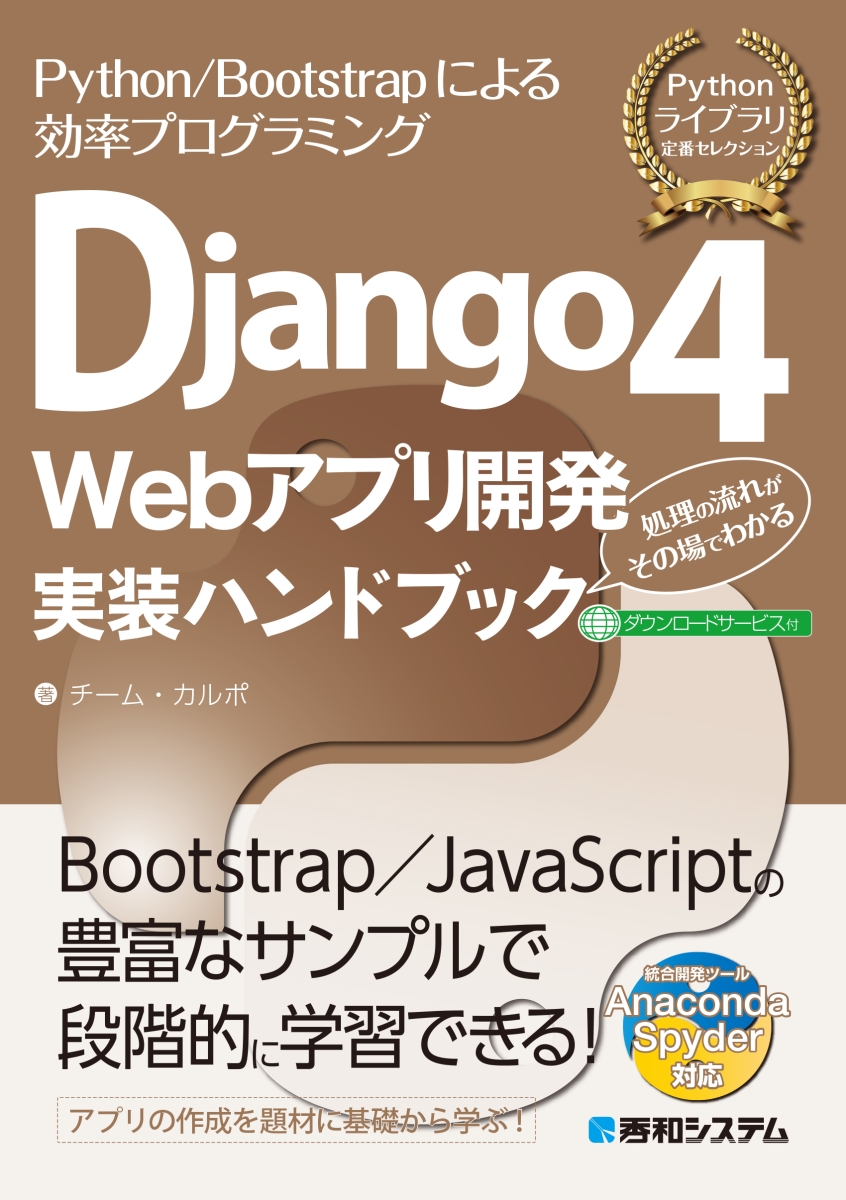 Python/Bootstrapによる
効率プログラミング
Python
ライブラリ
定番セレクション
Django4
Webアプリ開発
実装ハンドブック
処理の流れが
その場でわかる
ダウンロードサービス付
著 チーム・カルポ
Bootstrap／JavaScriptの
豊富なサンプルで
段階的に学習できる!
統合開発ツール
Anaconda
Spyder
対応
アプリの作成を題材に基礎から学ぶ!
秀和システム